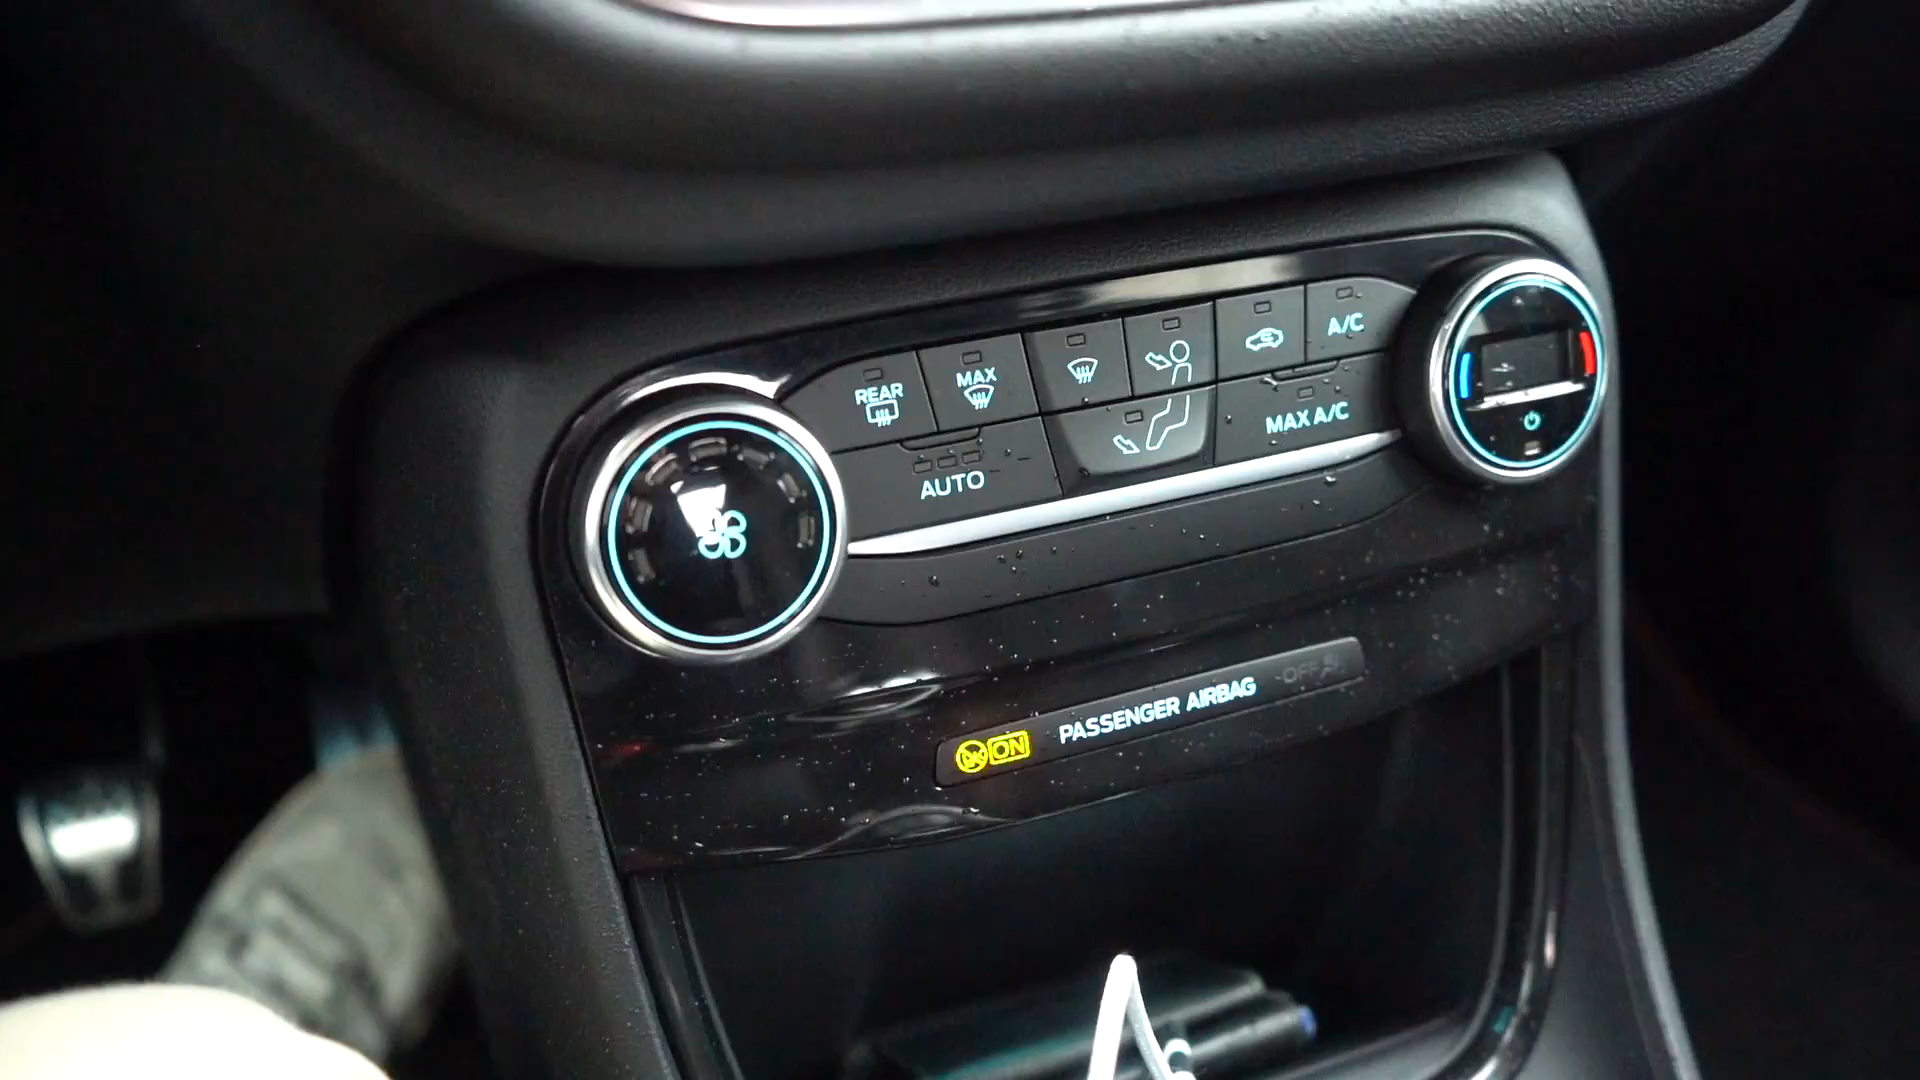 REAR
MAX
A/C
AUTO
MAX A/C
PASSENGER AIRBAG
OFF
ON